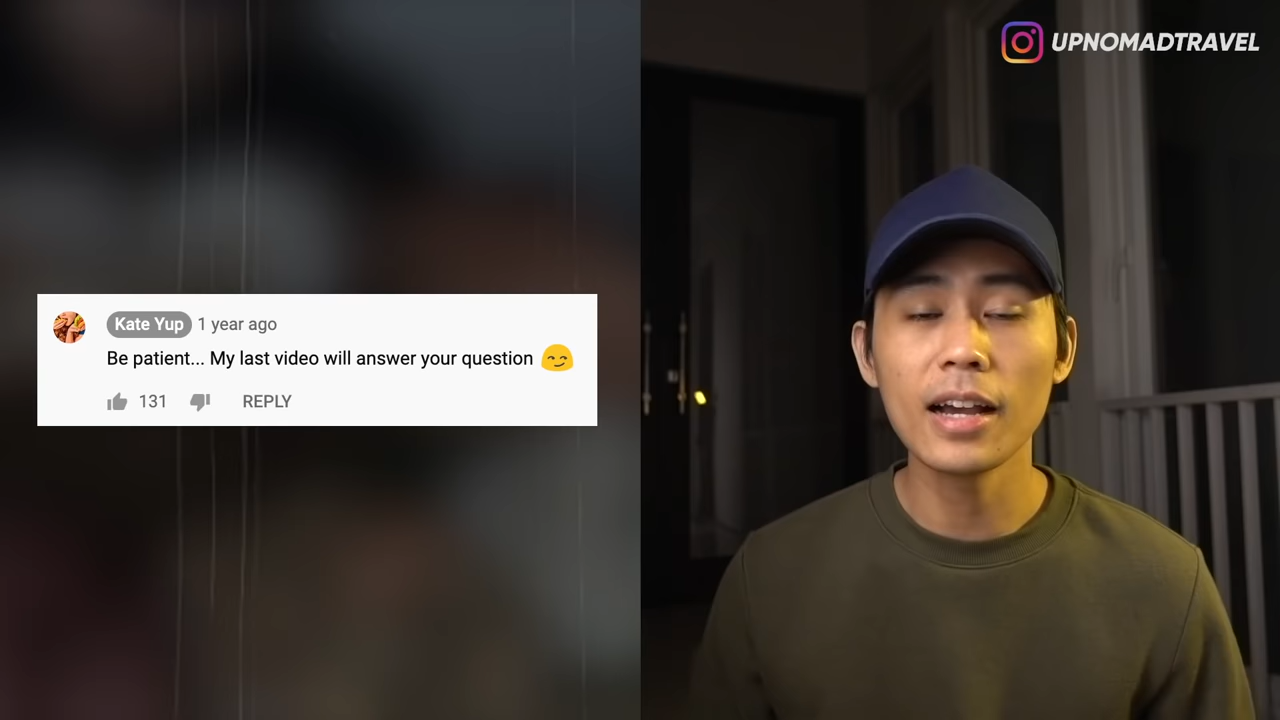 UPNOMADTRAVEL
Kate Yup 1 year ago
Be patient... My last video will answer your question 😏
131 REPLY